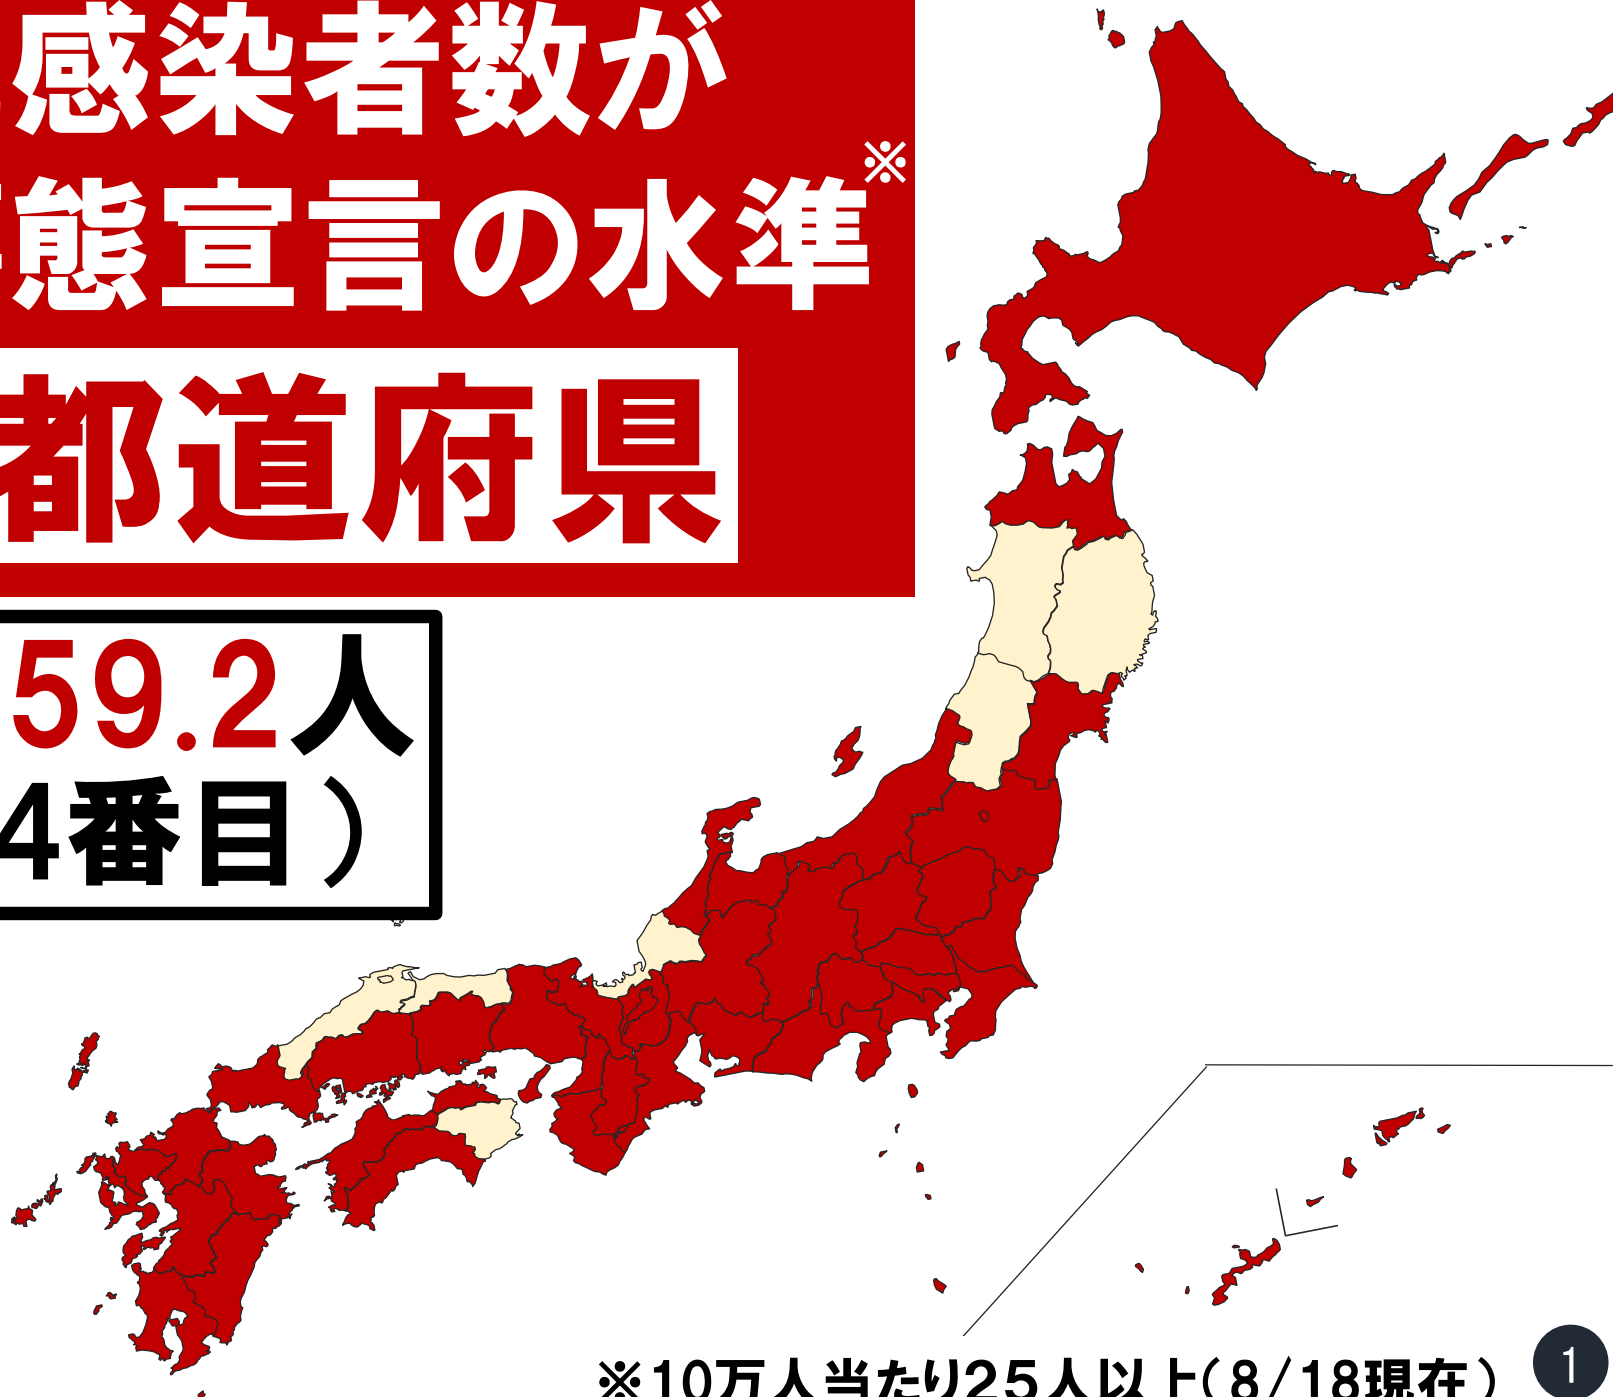 感染者数が
態宣言の水準※
都道府県
59.2人
4番目）
※10万人当たり25人以上（8/18現在）
1